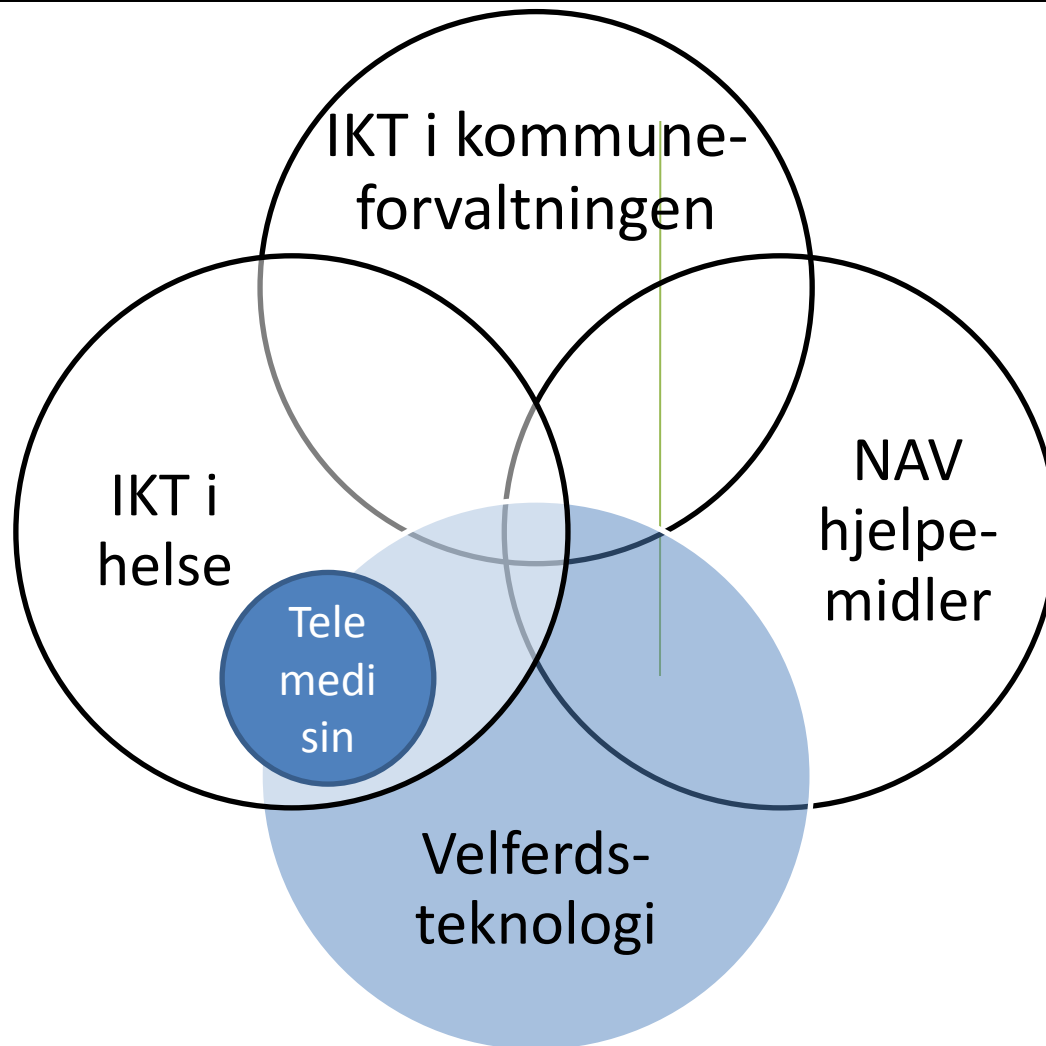 IKT i kommune-
forvaltningen
IKT i
helse
NAV
hjelpe-
midler
Tele
medi
sin
Velferds-
teknologi